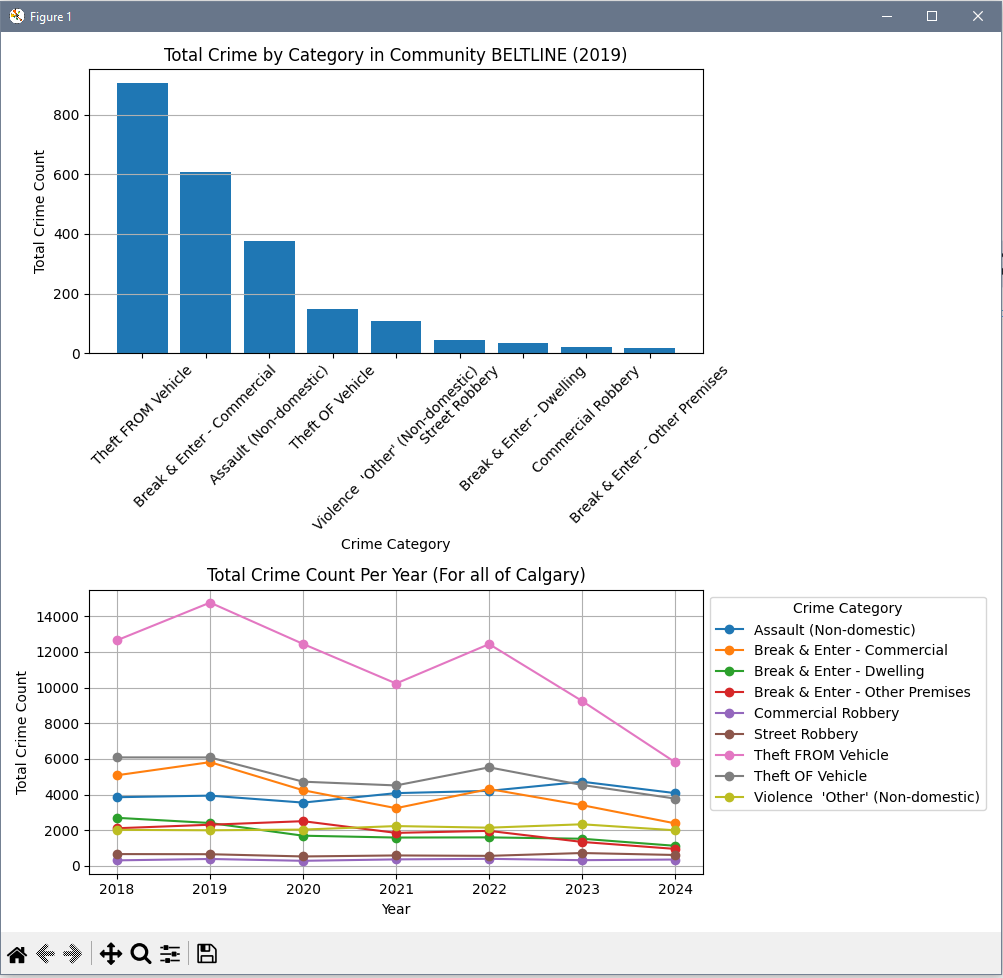 Figure 1
Total Crime by Category in Community BELTLINE (2019)
Total Crime Count
800
600
400
200
0
Theft FROM Vehicle
Break & Enter - Commercial
Assault (Non-domestic)
Theft OF Vehicle
Violence  'Other' (Non-domestic)
Street Robbery
Break & Enter - Dwelling
Commercial Robbery
Break & Enter - Other Premises
Crime Category
Total Crime Count Per Year (For all of Calgary)
Total Crime Count
14000
12000
10000
8000
6000
4000
2000
0
2018 2019 2020 2021 2022 2023 2024
Year
Crime Category
Assault (Non-domestic)
Break & Enter - Commercial
Break & Enter - Dwelling
Break & Enter - Other Premises
Commercial Robbery
Street Robbery
Theft FROM Vehicle
Theft OF Vehicle
Violence  'Other' (Non-domestic)